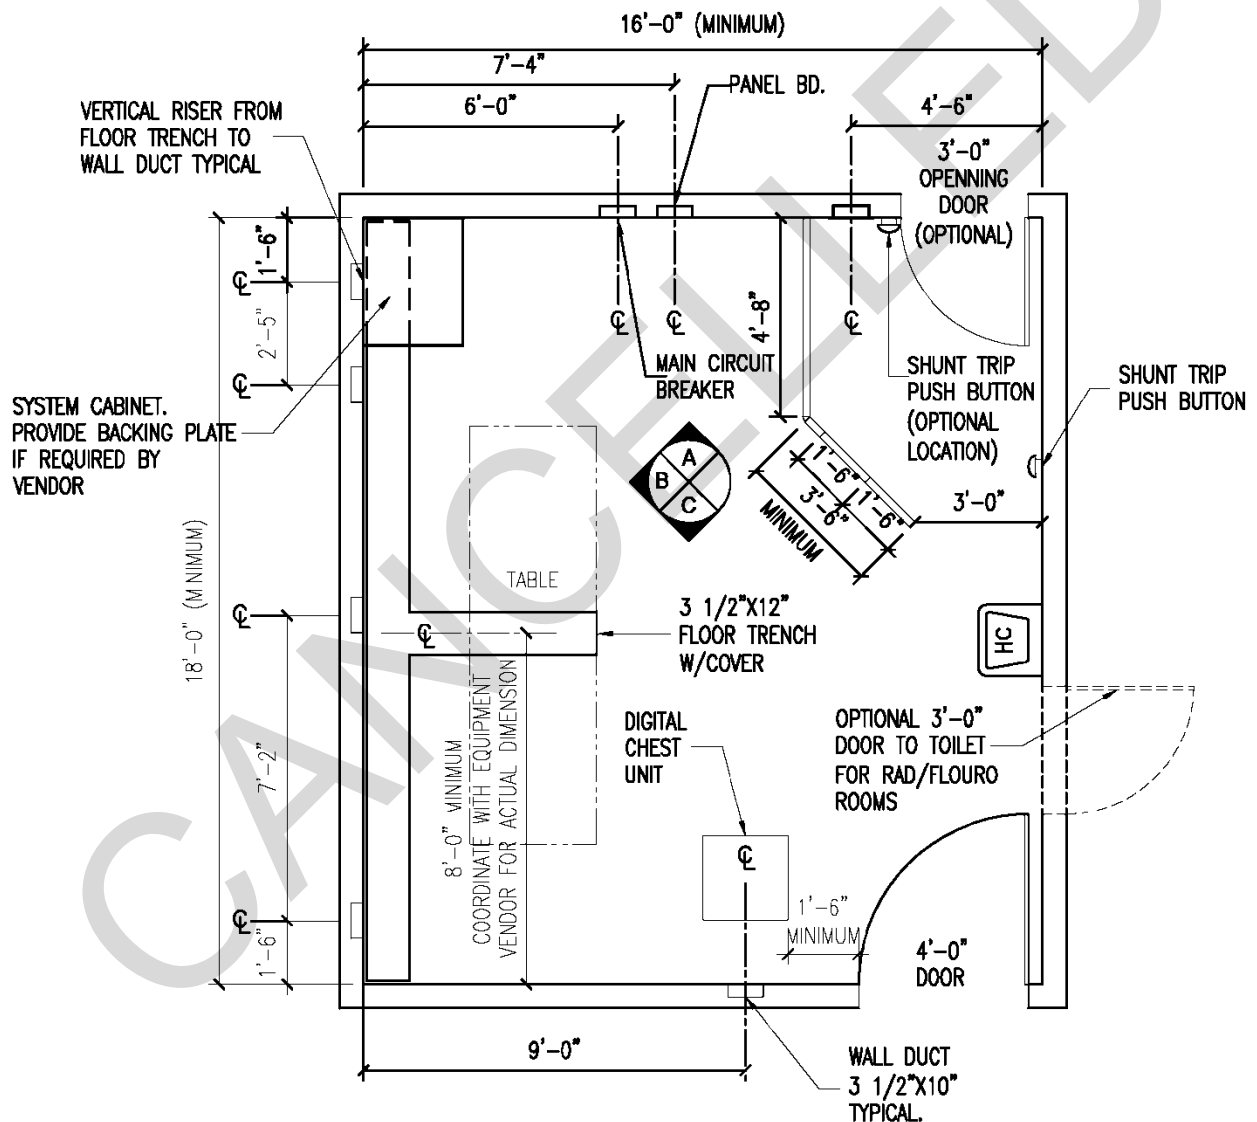 16'-0" (MINIMUM)
7'-4"
PANEL BD.
6'-0"
4'-6"
VERTICAL RISER FROM
FLOOR TRENCH TO
WALL DUCT TYPICAL
3'-0"
OPENNING
DOOR
(OPTIONAL)
1'-6"
℄
2'-5"
℄
℄
℄
℄
4'-8"
MAIN CIRCUIT
BREAKER
SHUNT TRIP
PUSH BUTTON
(OPTIONAL
LOCATION)
SHUNT TRIP
PUSH BUTTON
SYSTEM CABINET.
PROVIDE BACKING PLATE
IF REQUIRED BY
VENDOR
A
B
C
1'-6"
1'-6"
3'-6"
MINIMUM
3'-0"
18'-0" (MINIMUM)
TABLE
℄
℄
3 1/2"X12"
FLOOR TRENCH
W/COVER
HC
7'-2"
8'-0" MINIMUM
COORDINATE WITH EQUIPMENT
VENDOR FOR ACTUAL DIMENSION
DIGITAL
CHEST
UNIT
OPTIONAL 3'-0"
DOOR TO TOILET
FOR RAD/FLOURO
ROOMS
℄
℄
1'-6"
1'-6"
MINIMUM
4'-0"
DOOR
9'-0"
WALL DUCT
3 1/2"X10"
TYPICAL.
CANCELLED